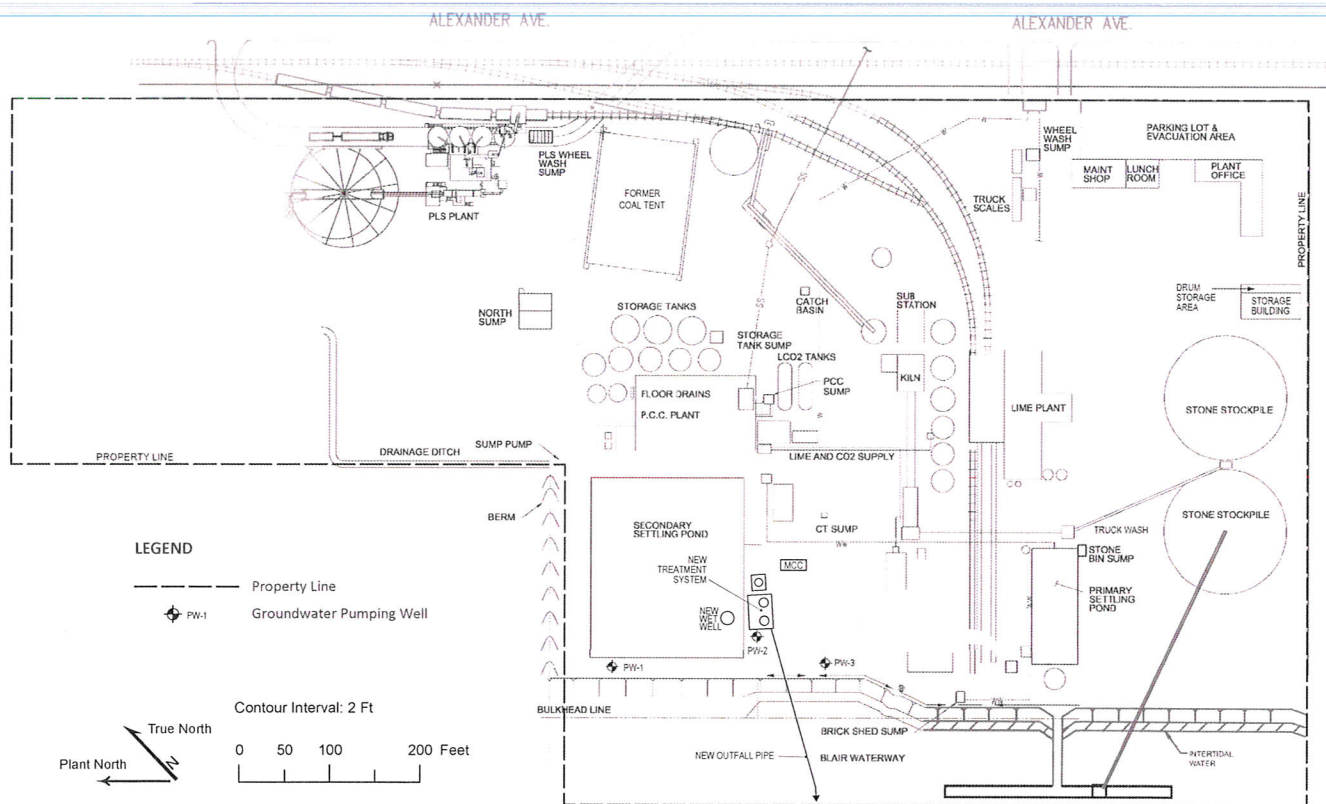 ALEXANDER AVE.
ALEXANDER AVE.
PARKING LOT &
EVACUATION AREA
WHEEL
WASH
SUMP
MAINT
SHOP
LUNCH
ROOM
PLANT
OFFICE
PLS WHEEL
WASH
SUMP
FORMER
COAL TENT
SS
W
TRUCK
SCALES
PLS PLANT
PROPERTY LINE
DRUM
STORAGE
AREA
STORAGE
BUILDING
NORTH
SUMP
STORAGE TANKS
STORAGE
TANK SUMP
SS
CATCH
BASIN
SUB
STATION
LCO2 TANKS
PCC
SUMP
KILN
FLOOR DRAINS
P.C.C. PLANT
LIME PLANT
STONE STOCKPILE
SUMP PUMP
DRAINAGE DITCH
PROPERTY LINE
LIME AND CO2 SUPPLY
BERM
SECONDARY
SETTLING POND
CT SUMP
WW
TRUCK WASH
STONE STOCKPILE
STONE
BIN SUMP
NEW
TREATMENT
SYSTEM
MCC
PRIMARY
SETTLING
POND
WW
NEW
WET
WELL
PW-1
PW-2
PW-3
LEGEND
Property Line
PW-1
Groundwater Pumping Well
BULKHEAD LINE
BRICK SHED SUMP
NEW OUTFALL PIPE
BLAIR WATERWAY
INTERTIDAL
WATER
Contour Interval: 2 Ft
True North
Plant North
N
0 50 100 200 Feet